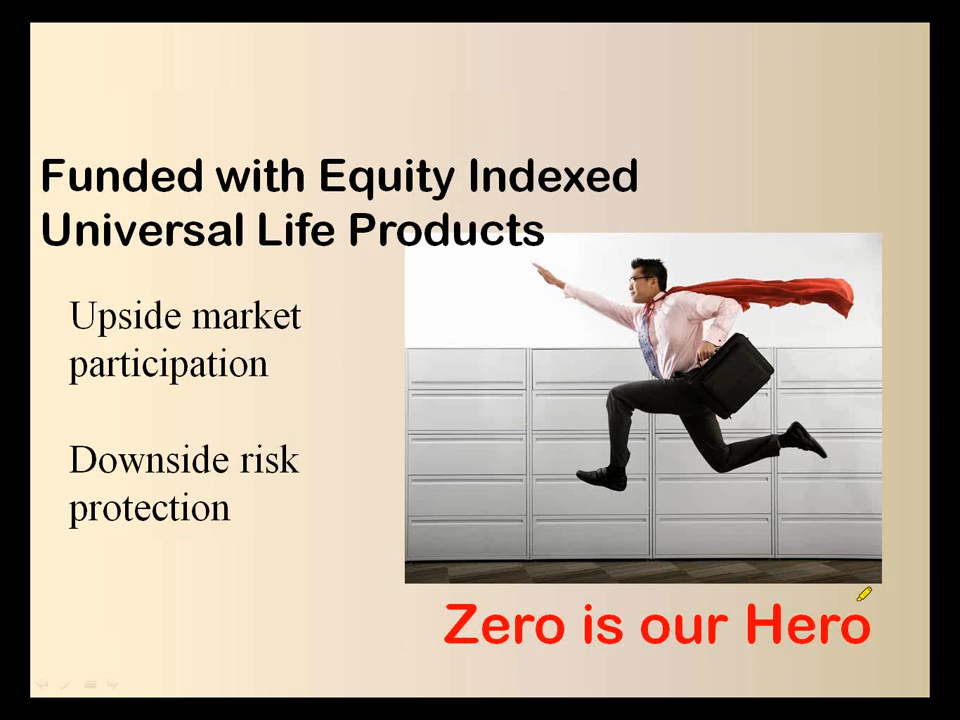 Funded with Equity Indexed
Universal Life Products
Upside market
participation
Downside risk
protection
Zero is our Hero